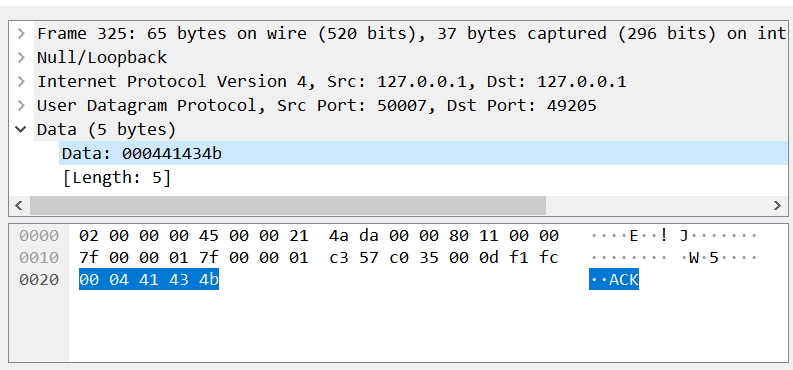 Frame 325: 65 bytes on wire (520 bits), 37 bytes captured (296 bits) on int
Null/Loopback
Internet Protocol Version 4, Src: 127.0.0.1, Dst: 127.0.0.1
User Datagram Protocol, Src Port: 50007, Dst Port: 49205
Data (5 bytes)
Data: 000441434b
[Length: 5]
0000 02 00 00 00 45 00 00 21 4a da 00 00 80 11 00 00 ····E··! J·······
0010 7f 00 00 01 7f 00 00 01 c3 57 c0 35 00 0d f1 fc ········ ·W·5····
0020 00 04 41 43 4b ··ACK